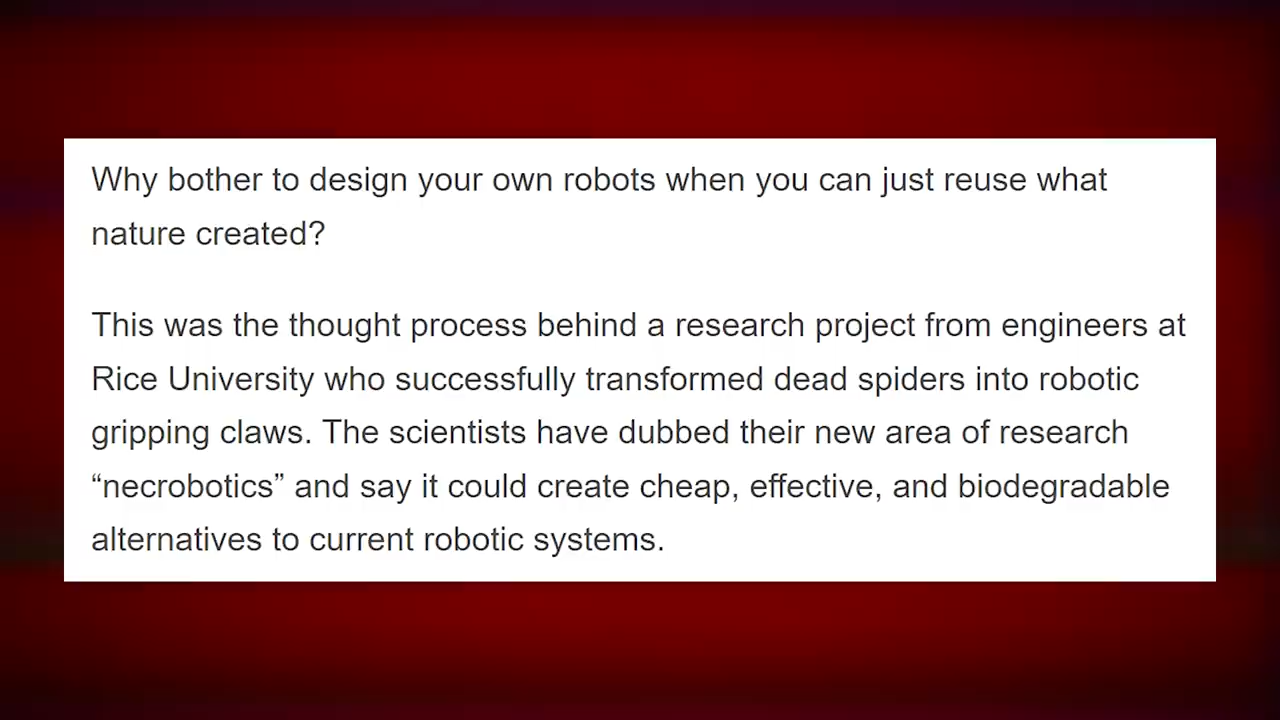 Why bother to design your own robots when you can just reuse what
nature created?
This was the thought process behind a research project from engineers at
Rice University who successfully transformed dead spiders into robotic
gripping claws. The scientists have dubbed their new area of research
“necrobotics” and say it could create cheap, effective, and biodegradable
alternatives to current robotic systems.